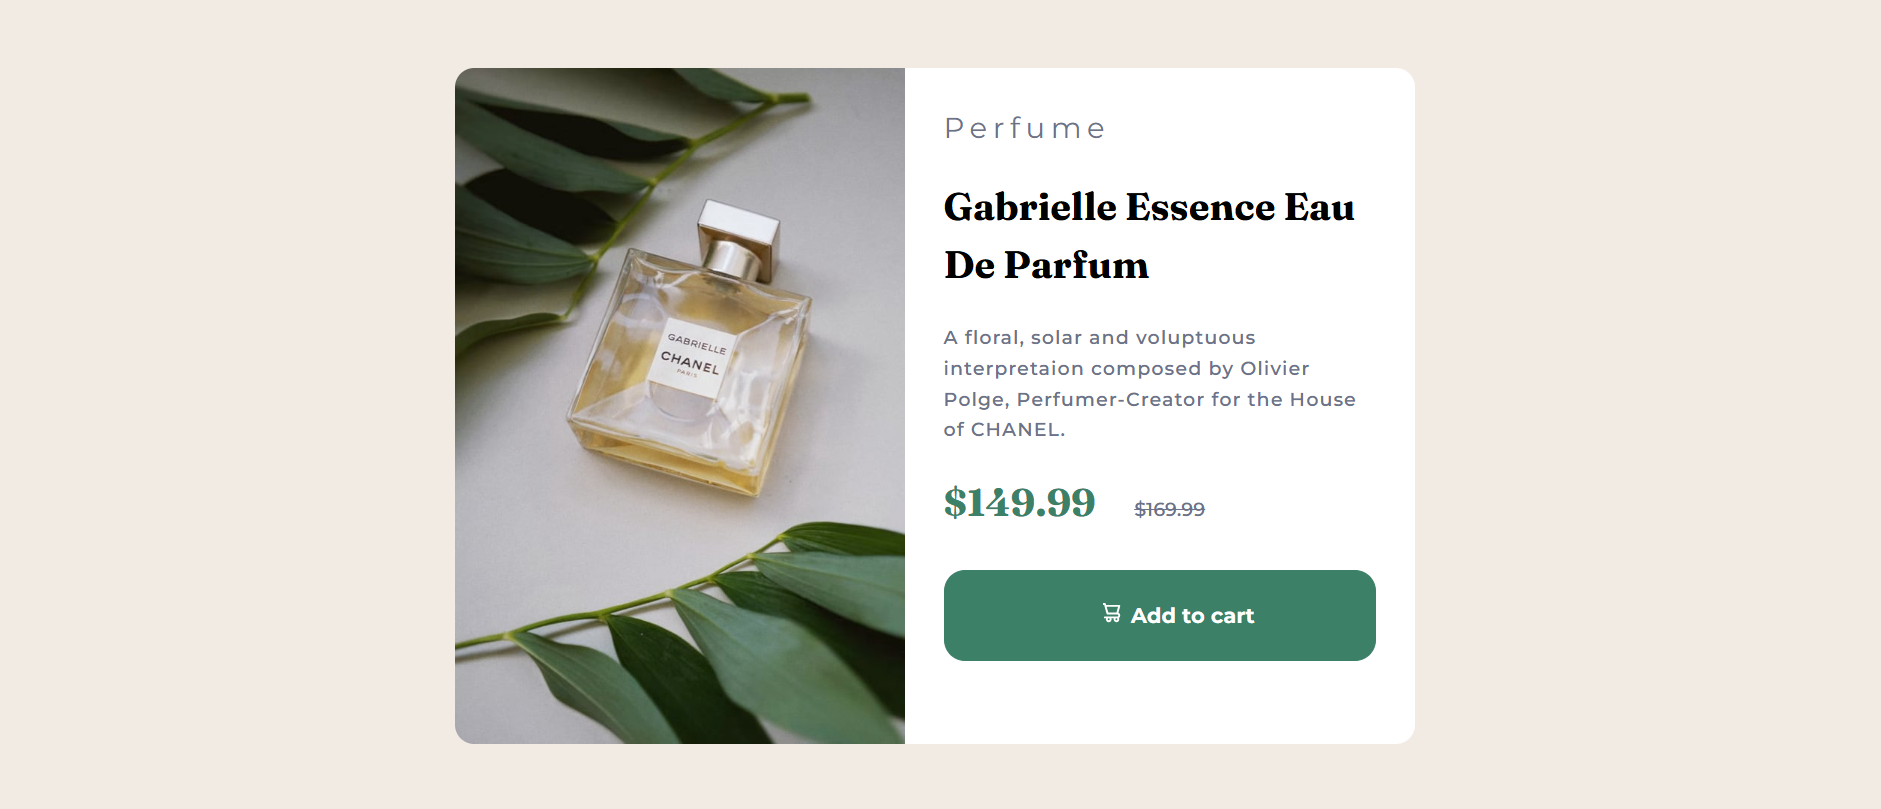 GABRIELLE
CHANEL
PARIS
Perfume
Gabrielle Essence Eau
De Parfum
A floral, solar and voluptuous
interpretaion composed by Olivier
Polge, Perfumer-Creator for the House
of CHANEL.
$149.99 $169.99
Add to cart